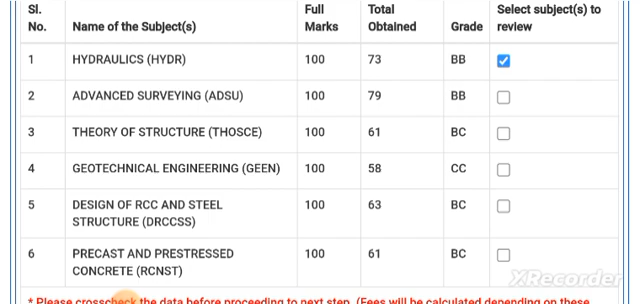 Sl. No. Name of the Subject(s) Full Marks Total Obtained Grade Select subject(s) to review
1 HYDRAULICS (HYDR) 100 73 BB
2 ADVANCED SURVEYING (ADSU) 100 79 BB
3 THEORY OF STRUCTURE (THOSCE) 100 61 BC
4 GEOTECHNICAL ENGINEERING (GEEN) 100 58 CC
5 DESIGN OF RCC AND STEEL STRUCTURE (DRCCSS) 100 63 BC
6 PRECAST AND PRESTRESSED CONCRETE (RCNST) 100 61 BC
* Please crosscheck the data before proceeding to next step. (Fees will be calculated depending on these
XRecorder